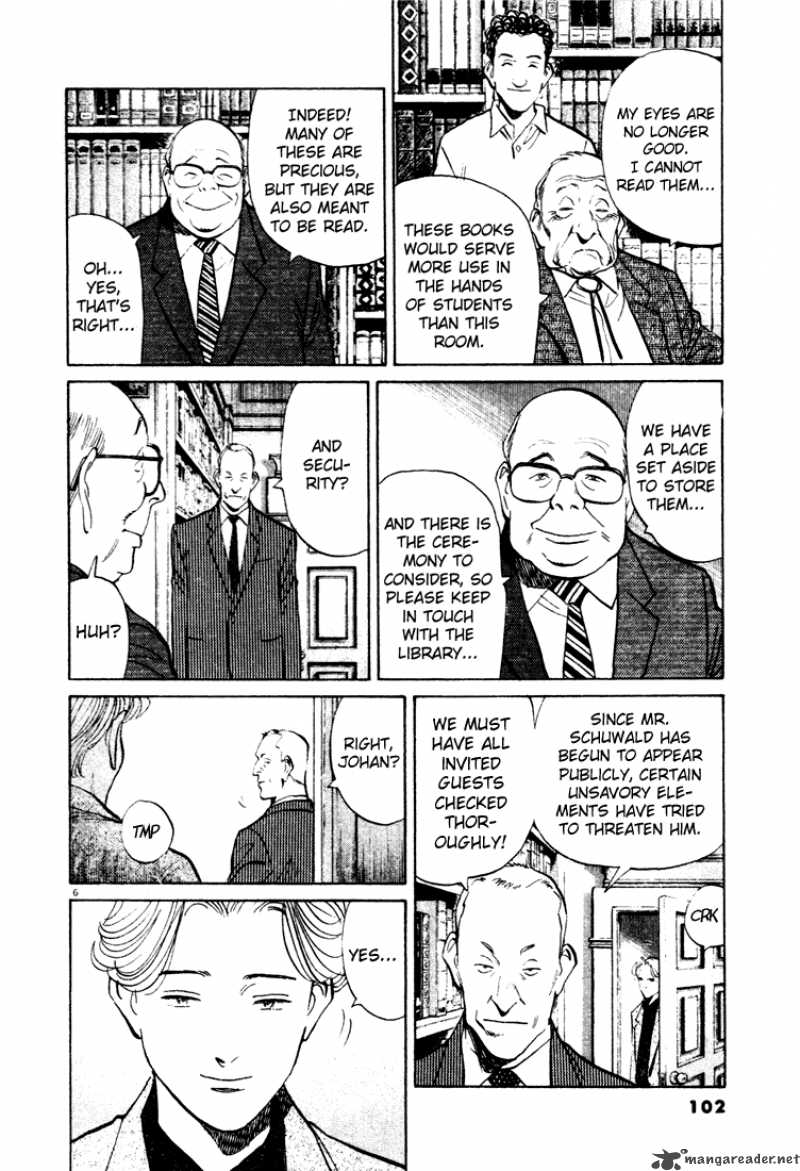 MY EYES ARE
NO LONGER
GOOD.
I CANNOT
READ THEM...
THESE BOOKS
WOULD SERVE
MORE USE IN
THE HANDS
OF STUDENTS
THAN THIS
ROOM.
INDEED!
MANY OF
THESE ARE
PRECIOUS,
BUT THEY ARE
ALSO MEANT
TO BE READ.
OH...
YES,
THAT'S
RIGHT...
WE HAVE
A PLACE
SET ASIDE
TO STORE
THEM...
AND THERE IS
THE CERE-
MONY TO
CONSIDER, SO
PLEASE KEEP
IN TOUCH
WITH THE
LIBRARY...
AND
SECU-
RITY?
HUH?
SINCE MR.
SCHUWALD HAS
BEGUN TO APPEAR
PUBLICLY, CERTAIN
UNSAVORY ELE-
MENTS HAVE TRIED
TO THREATEN HIM.
WE MUST
HAVE ALL
INVITED
GUESTS
CHECKED
THOR-
OUGHLY!
CRK
RIGHT,
JOHAN?
TMP
6
YES...
102
mangareader.net